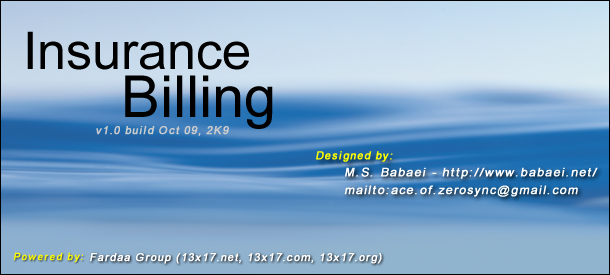 Insurance
Billing
v1.0 build Oct 09, 2K9
Designed by:
M.S. Babaei - http://www.babaei.net/
mailto:ace.of.zerosync@gmail.com
Powered by: Fardaa Group (13x17.net, 13x17.com, 13x17.org)